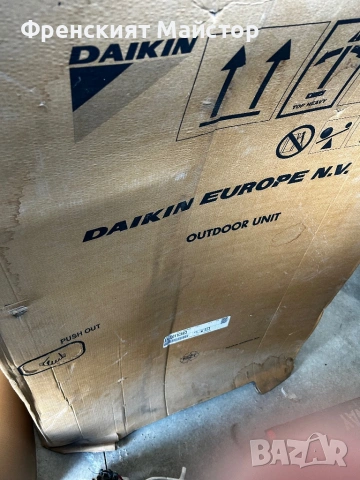 Френският Майстор
DAIKIN
TOP HEAVY
DAIKIN EUROPE N.V.
OUTDOOR UNIT
PUSH OUT
BAZAR